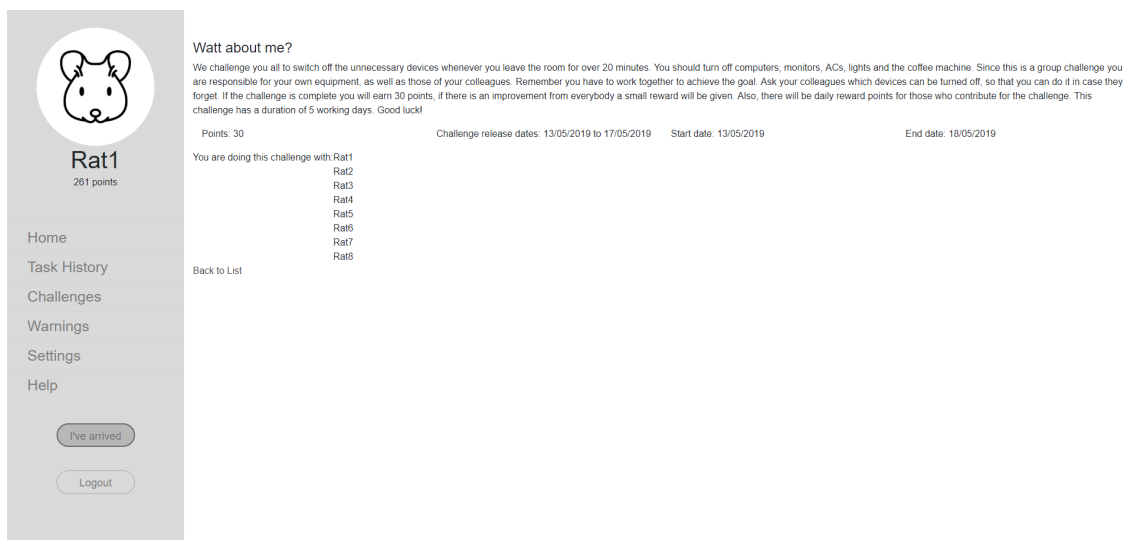 Rat1
261 points
Home
Task History
Challenges
Warnings
Settings
Help
I've arrived
Logout
Watt about me?
We challenge you all to switch off the unnecessary devices whenever you leave the room for over 20 minutes. You should turn off computers, monitors, ACs, lights and the coffee machine. Since this is a group challenge you
are responsible for your own equipment, as well as those of your colleagues. Remember you have to work together to achieve the goal. Ask your colleagues which devices can be turned off, so that you can do it in case they
forget. If the challenge is complete you will earn 30 points, if there is an improvement from everybody a small reward will be given. Also, there will be daily reward points for those who contribute for the challenge. This
challenge has a duration of 5 working days. Good luck!
Points: 30 Challenge release dates: 13/05/2019 to 17/05/2019 Start date: 13/05/2019 End date: 18/05/2019
You are doing this challenge with:Rat1
Rat2
Rat3
Rat4
Rat5
Rat6
Rat7
Rat8
Back to List